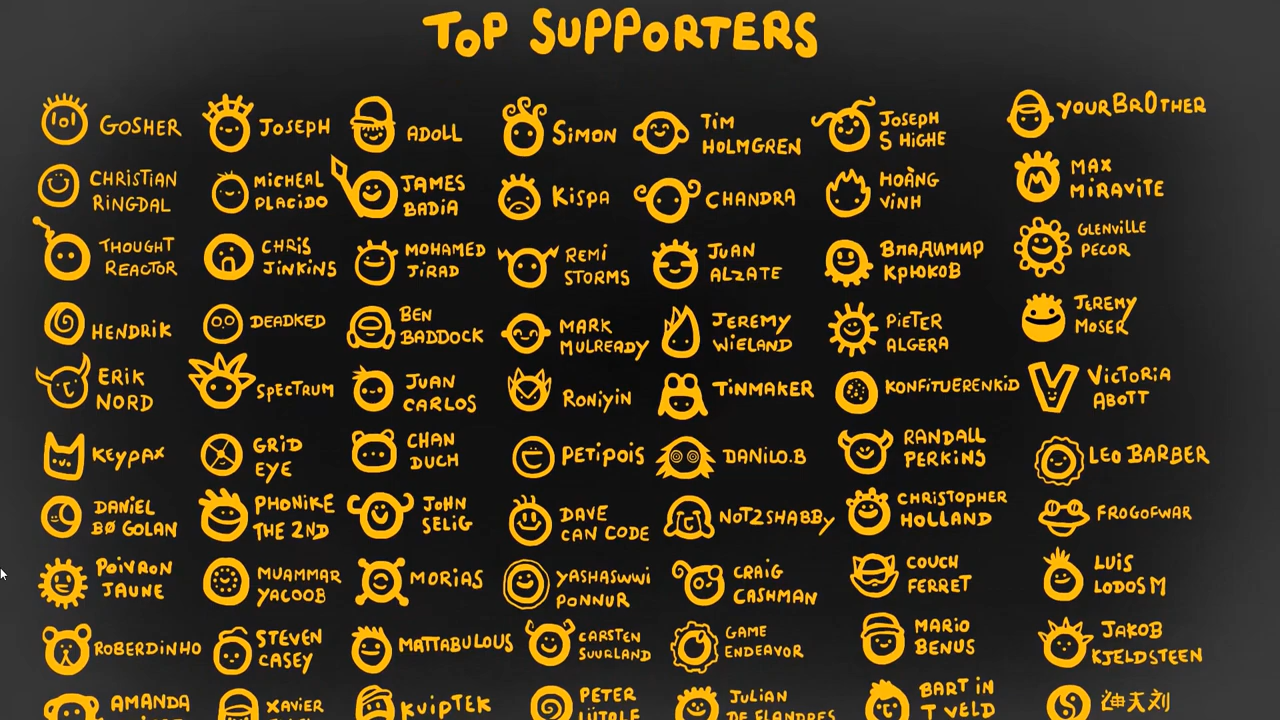 TOP SUPPORTERS
GOSHER
JOSEPH
ADOLL
SIMON
TIM
HOLMGREN
JOSEPH
S HIGHE
YOURBROTHER
CHRISTIAN
RINGDAL
MICHEAL
PLACIDO
JAMES
BADIA
KISPA
CHANDRA
HOÀNG
VINH
MAX
MIRAVITE
THOUGHT
REACTOR
CHRIS
JINKINS
MOHAMED
JIRAD
REMI
STORMS
JUAN
ALZATE
ВЛАДИМИР
КРЮКОВ
GLENVILLE
PECOR
HENDRIK
DEADKED
BEN
BADDOCK
MARK
MULREADY
JEREMY
WIELAND
PIETER
ALGERA
JEREMY
MOSER
ERIK
NORD
SPECTRUM
JUAN
CARLOS
RONIYIN
TINMAKER
KONFITUERENKID
VICTORIA
ABOTT
KEYPAX
GRID
EYE
CHAN
DUCH
PETIPOIS
DANILO.B
RANDALL
PERKINS
LEO BARBER
DANIEL
BØ GOLAN
PHONIKE
THE 2ND
JOHN
SELIG
DAVE
CAN CODE
NOT2SHABBY
CHRISTOPHER
HOLLAND
FROGOFWAR
POIVRON
JAUNE
MUAMMAR
YACOOB
MORIAS
YASHASWWI
PONNUR
CRAIG
CASHMAN
COUCH
FERRET
LUIS
LODOS M
ROBERDINHO
STEVEN
CASEY
MATTABULOUS
CARSTEN
SUURLAND
GAME
ENDEAVOR
MARIO
BENUS
JAKOB
KJELDSTEEN
AMANDA
XAVIER
KVIPTEK
PETER
JULIAN
DE FLANDRES
BART IN
T VELD